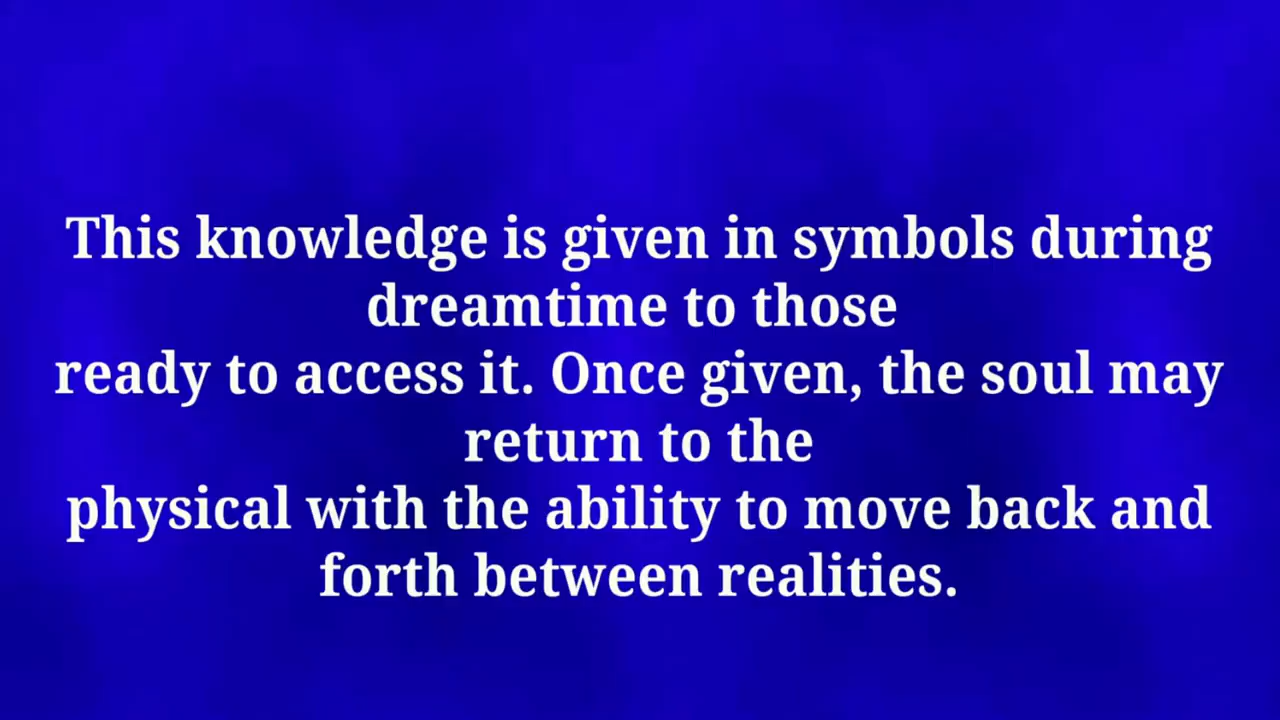 This knowledge is given in symbols during
dreamtime to those
ready to access it. Once given, the soul may
return to the
physical with the ability to move back and
forth between realities.